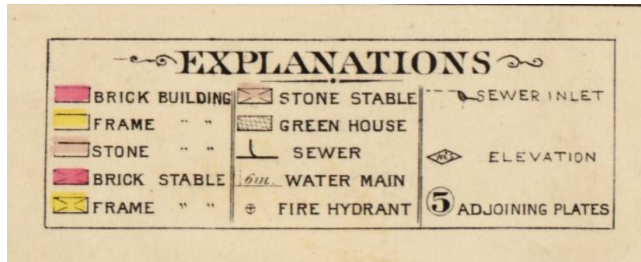 EXPLANATIONS
BRICK BUILDING
FRAME " "
STONE " "
BRICK STABLE
FRAME " "
STONE STABLE
GREEN HOUSE
SEWER
6in. WATER MAIN
FIRE HYDRANT
SEWER INLET
ELEVATION
5 ADJOINING PLATES